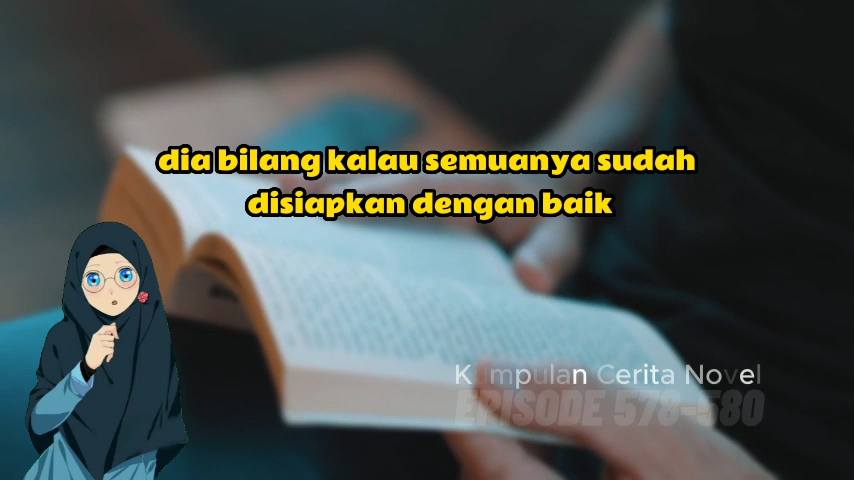 dia bilang kalau semuanya sudah
disiapkan dengan baik
Kumpulan Cerita Novel
EPISODE 578-580